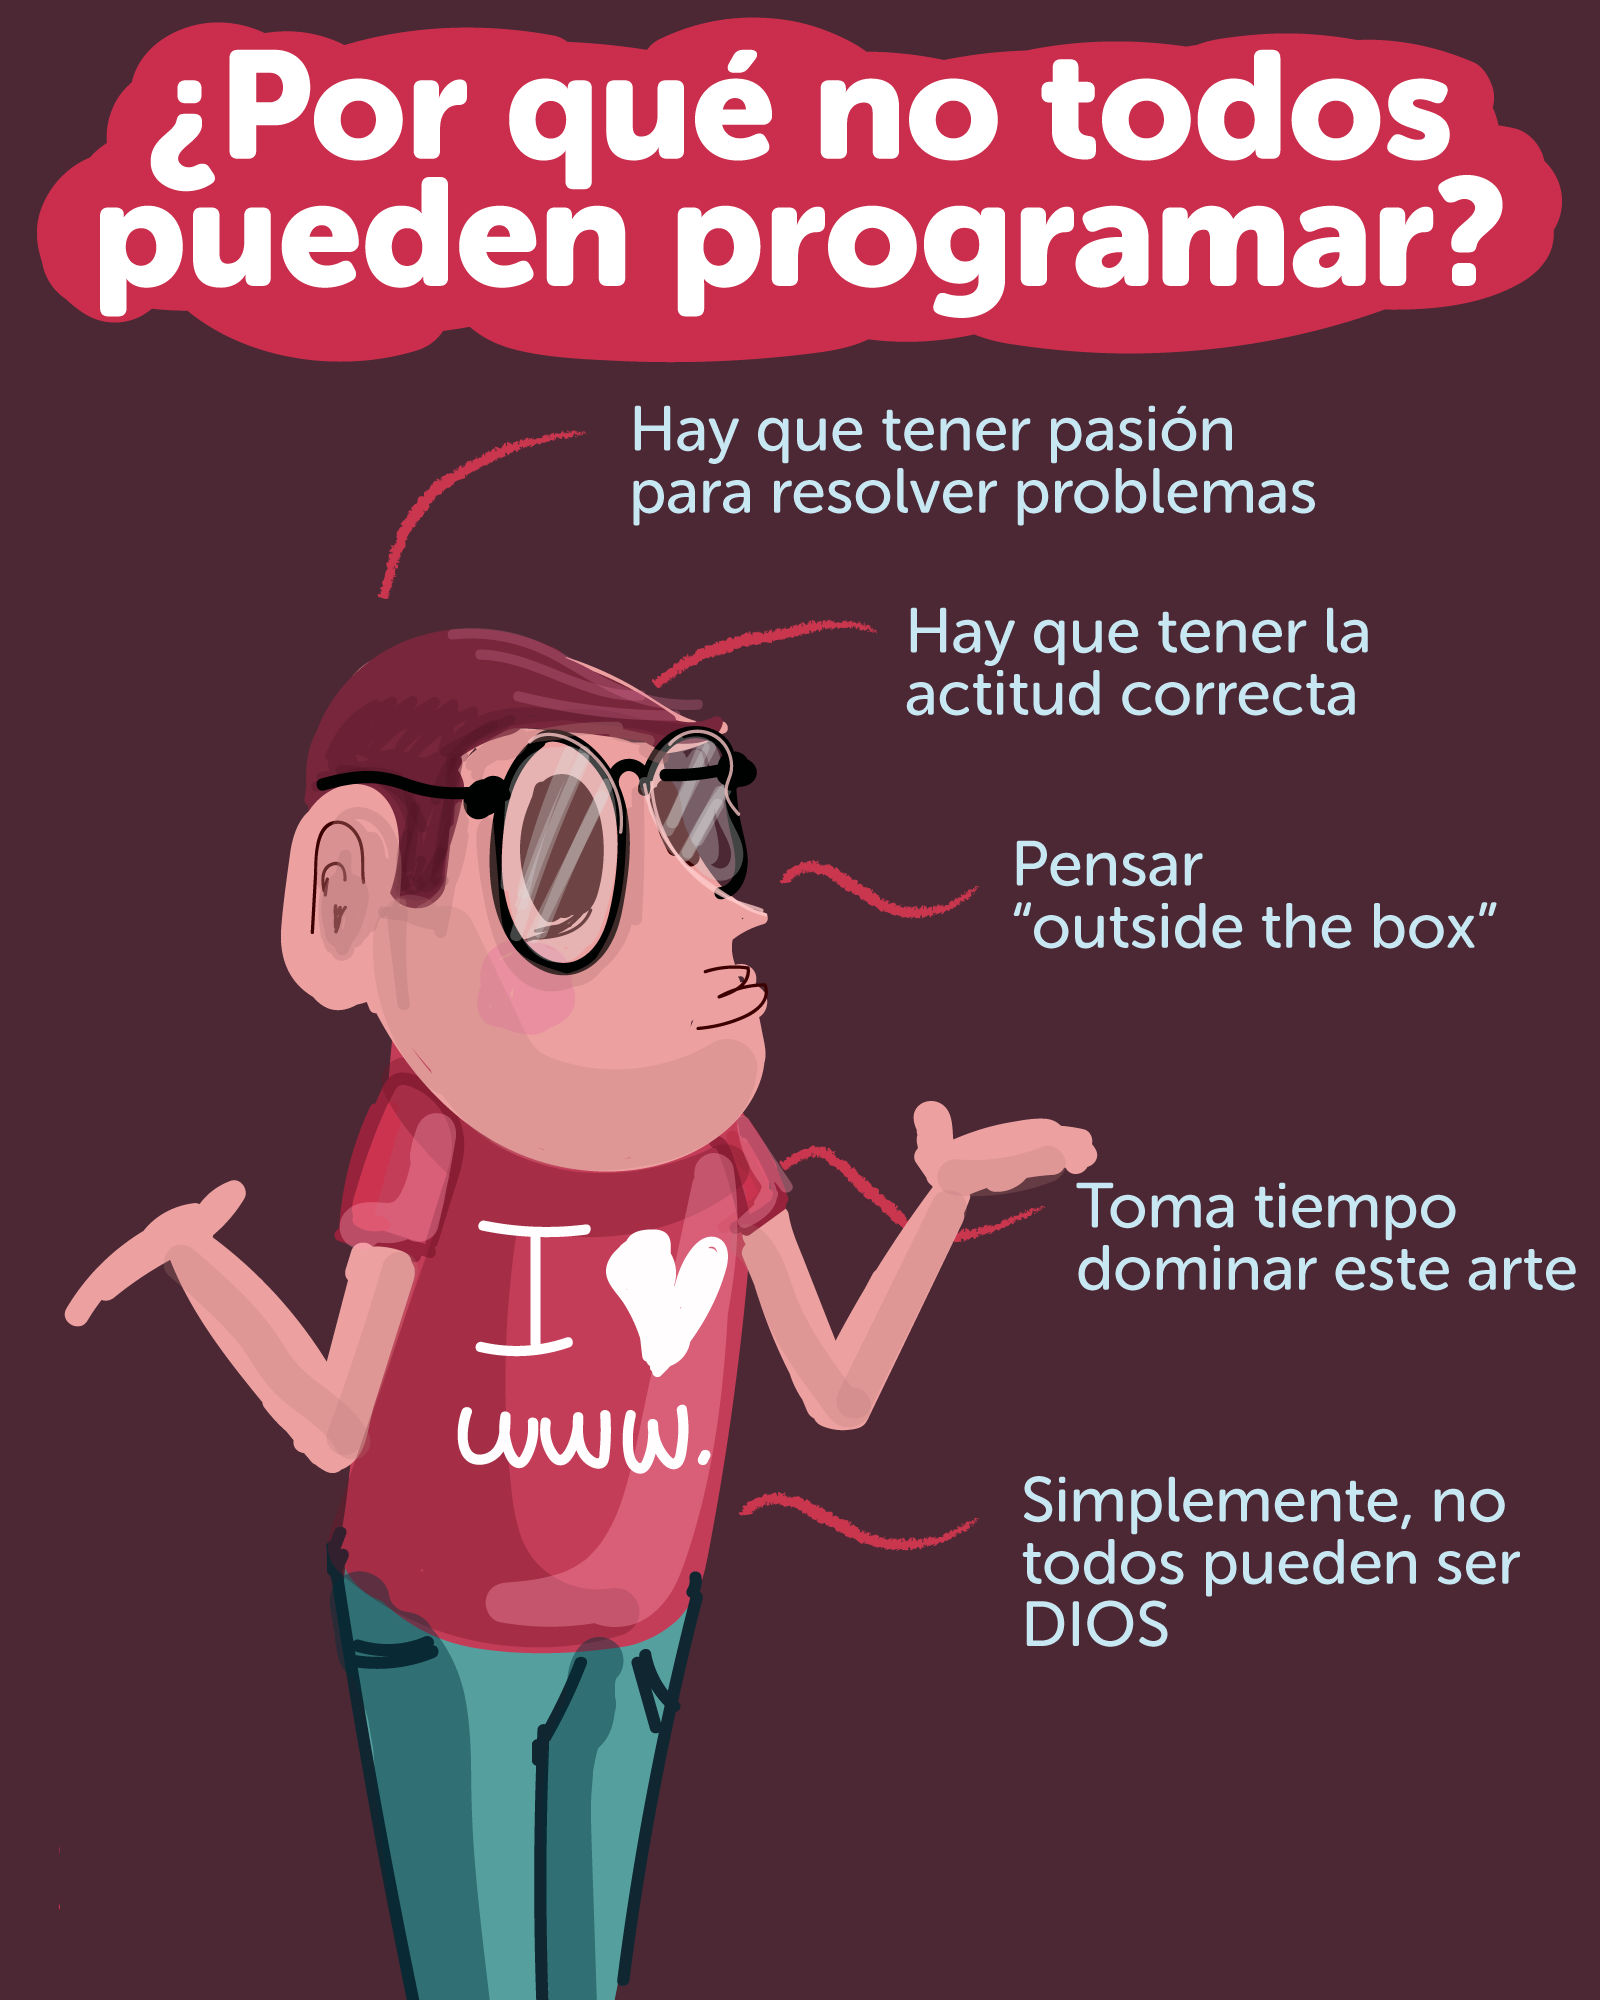 ¿Por qué no todos
pueden programar?
Hay que tener pasión
para resolver problemas
Hay que tener la
actitud correcta
Pensar
“outside the box”
Toma tiempo
dominar este arte
I ♥
www.
Simplemente, no
todos pueden ser
DIOS